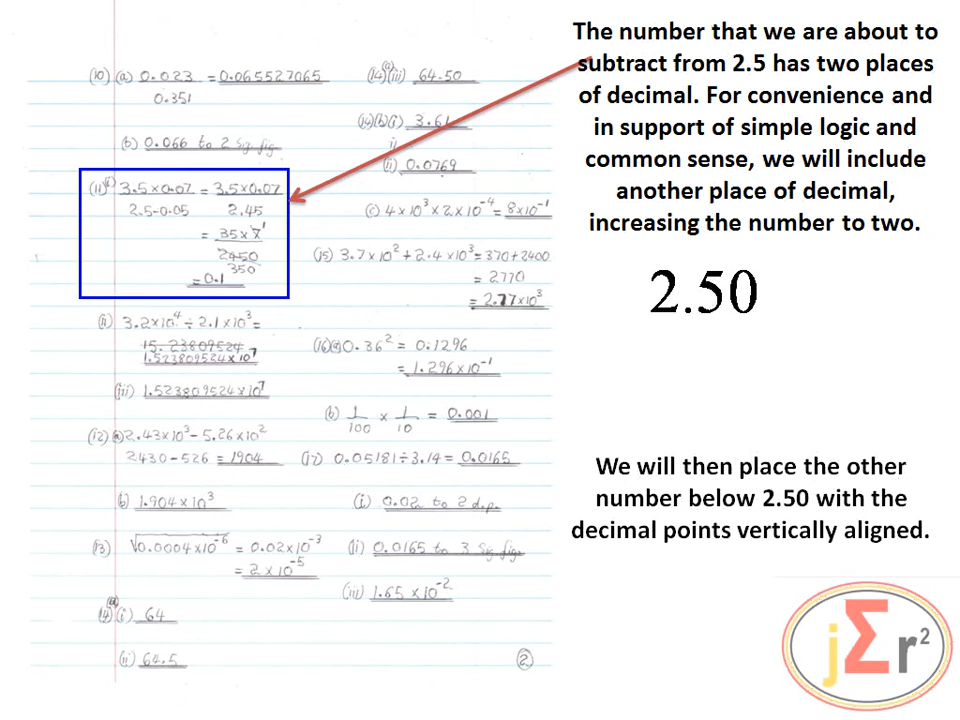 The number that we are about to
subtract from 2.5 has two places
of decimal. For convenience and
in support of simple logic and
common sense, we will include
another place of decimal,
increasing the number to two.
2.50
We will then place the other
number below 2.50 with the
decimal points vertically aligned.
(10) (a) 0.023 = 0.065527065
0.351
(b) 0.066 to 2 sig. fig.
(11)(i) 3.5×0.07 = 3.5×0.07
2.5-0.05 2.45
= 35×7 1
2450
350
= 0.1
(ii) 3.2×10⁴ ÷ 2.1×10³ =
15.23809524
1.523809524×10⁷
(iii) 1.523809524×10⁷
(12)(a) 2.43×10³ - 5.26×10²
2430-526 = 1904
(b) 1.904×10³
(13) √0.0004×10⁻⁶ = 0.02×10⁻³
= 2×10⁻⁵
(14)(a)(i) 64
(ii) 64.5
(14)(a)(iii) 64.50
(14)(b)(i) 3.61
(ii) 0.0769
(c) 4×10³×2×10⁻⁴ = 8×10⁻¹
(15) 3.7×10²+2.4×10³ = 370+2400
= 2770
= 2.77×10³
(16)(a) 0.36² = 0.1296
= 1.296×10⁻¹
(b) 1 × 1 = 0.001
100 10
(17) 0.05181÷3.14 = 0.0165
(i) 0.02 to 2 d.p.
(ii) 0.0165 to 3 sig. fig.
(iii) 1.65×10⁻²
(2)
jΣr²